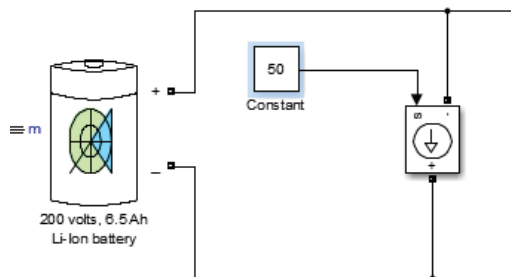 50
Constant
+
s
-
m
+
_
200 volts, 6.5Ah
Li-Ion battery